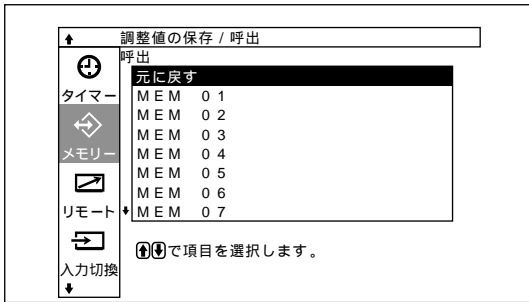 調整値の保存 / 呼出
呼出
元に戻す
MEM 01
MEM 02
MEM 03
MEM 04
MEM 05
MEM 06
MEM 07
タイマー
メモリー
リモート
入力切換
⬆⬇で項目を選択します。